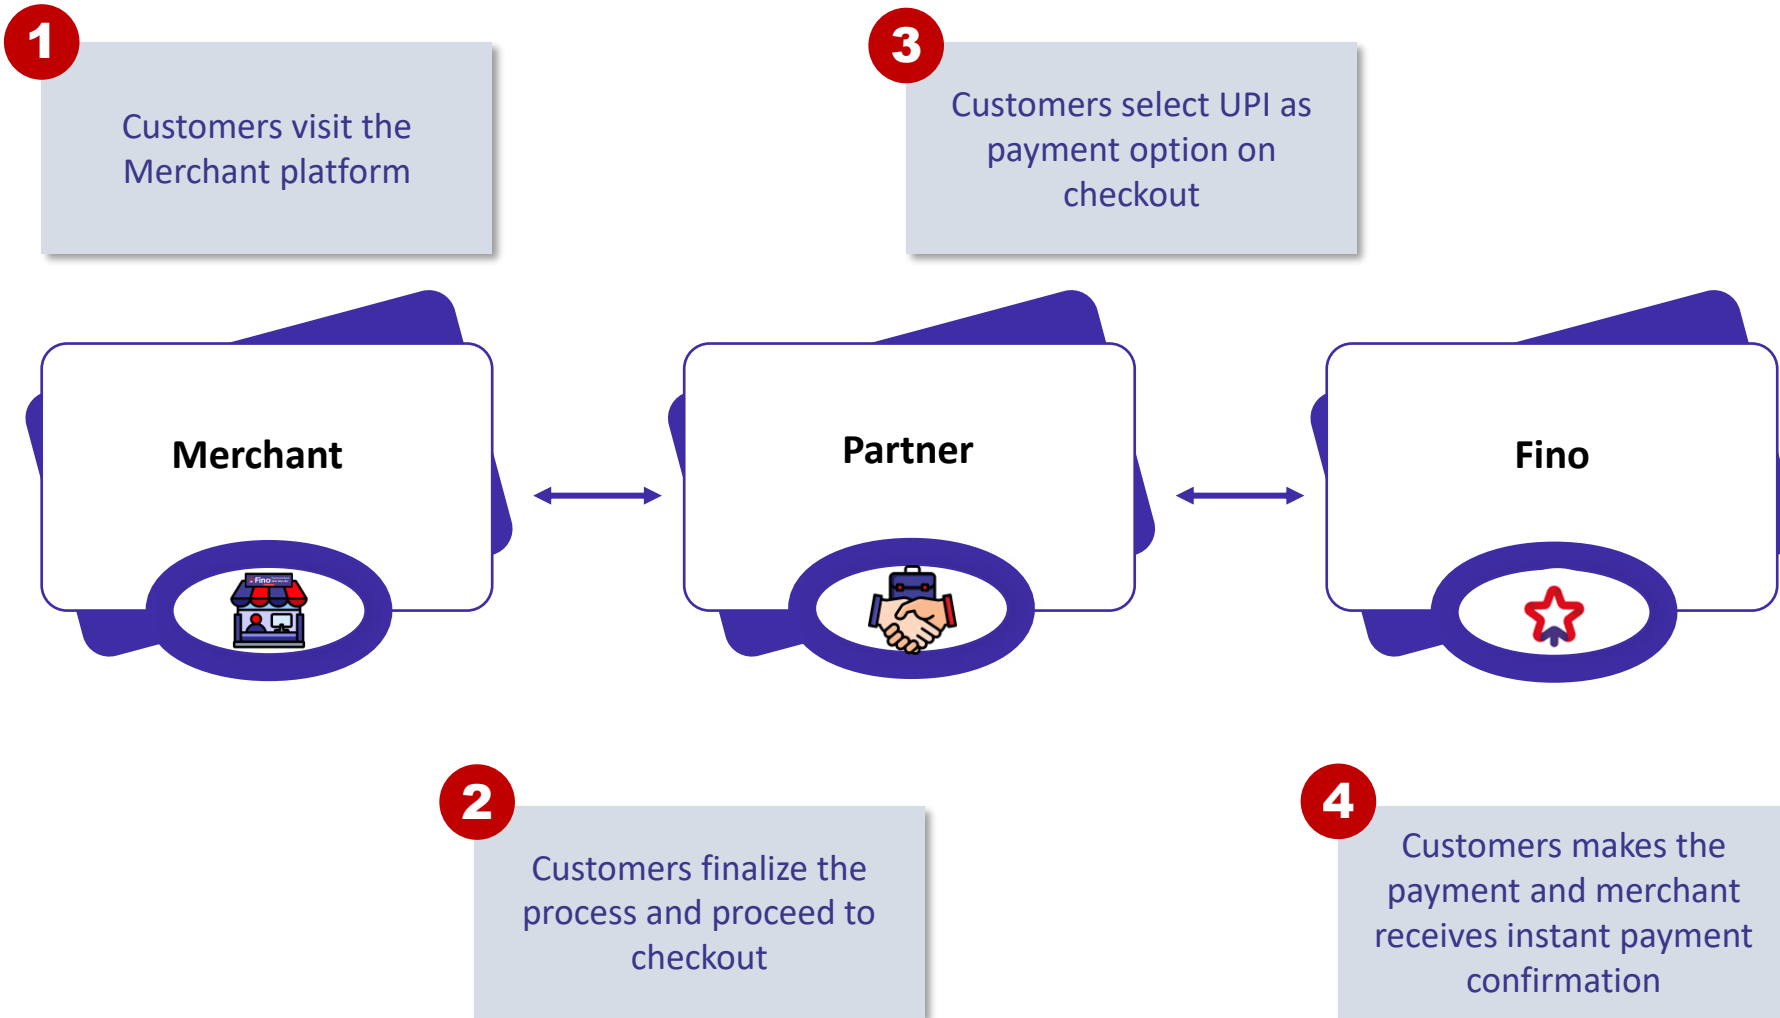 1
Customers visit the
Merchant platform
3
Customers select UPI as
payment option on
checkout
Merchant
Partner
Fino
Fino
2
Customers finalize the
process and proceed to
checkout
4
Customers makes the
payment and merchant
receives instant payment
confirmation